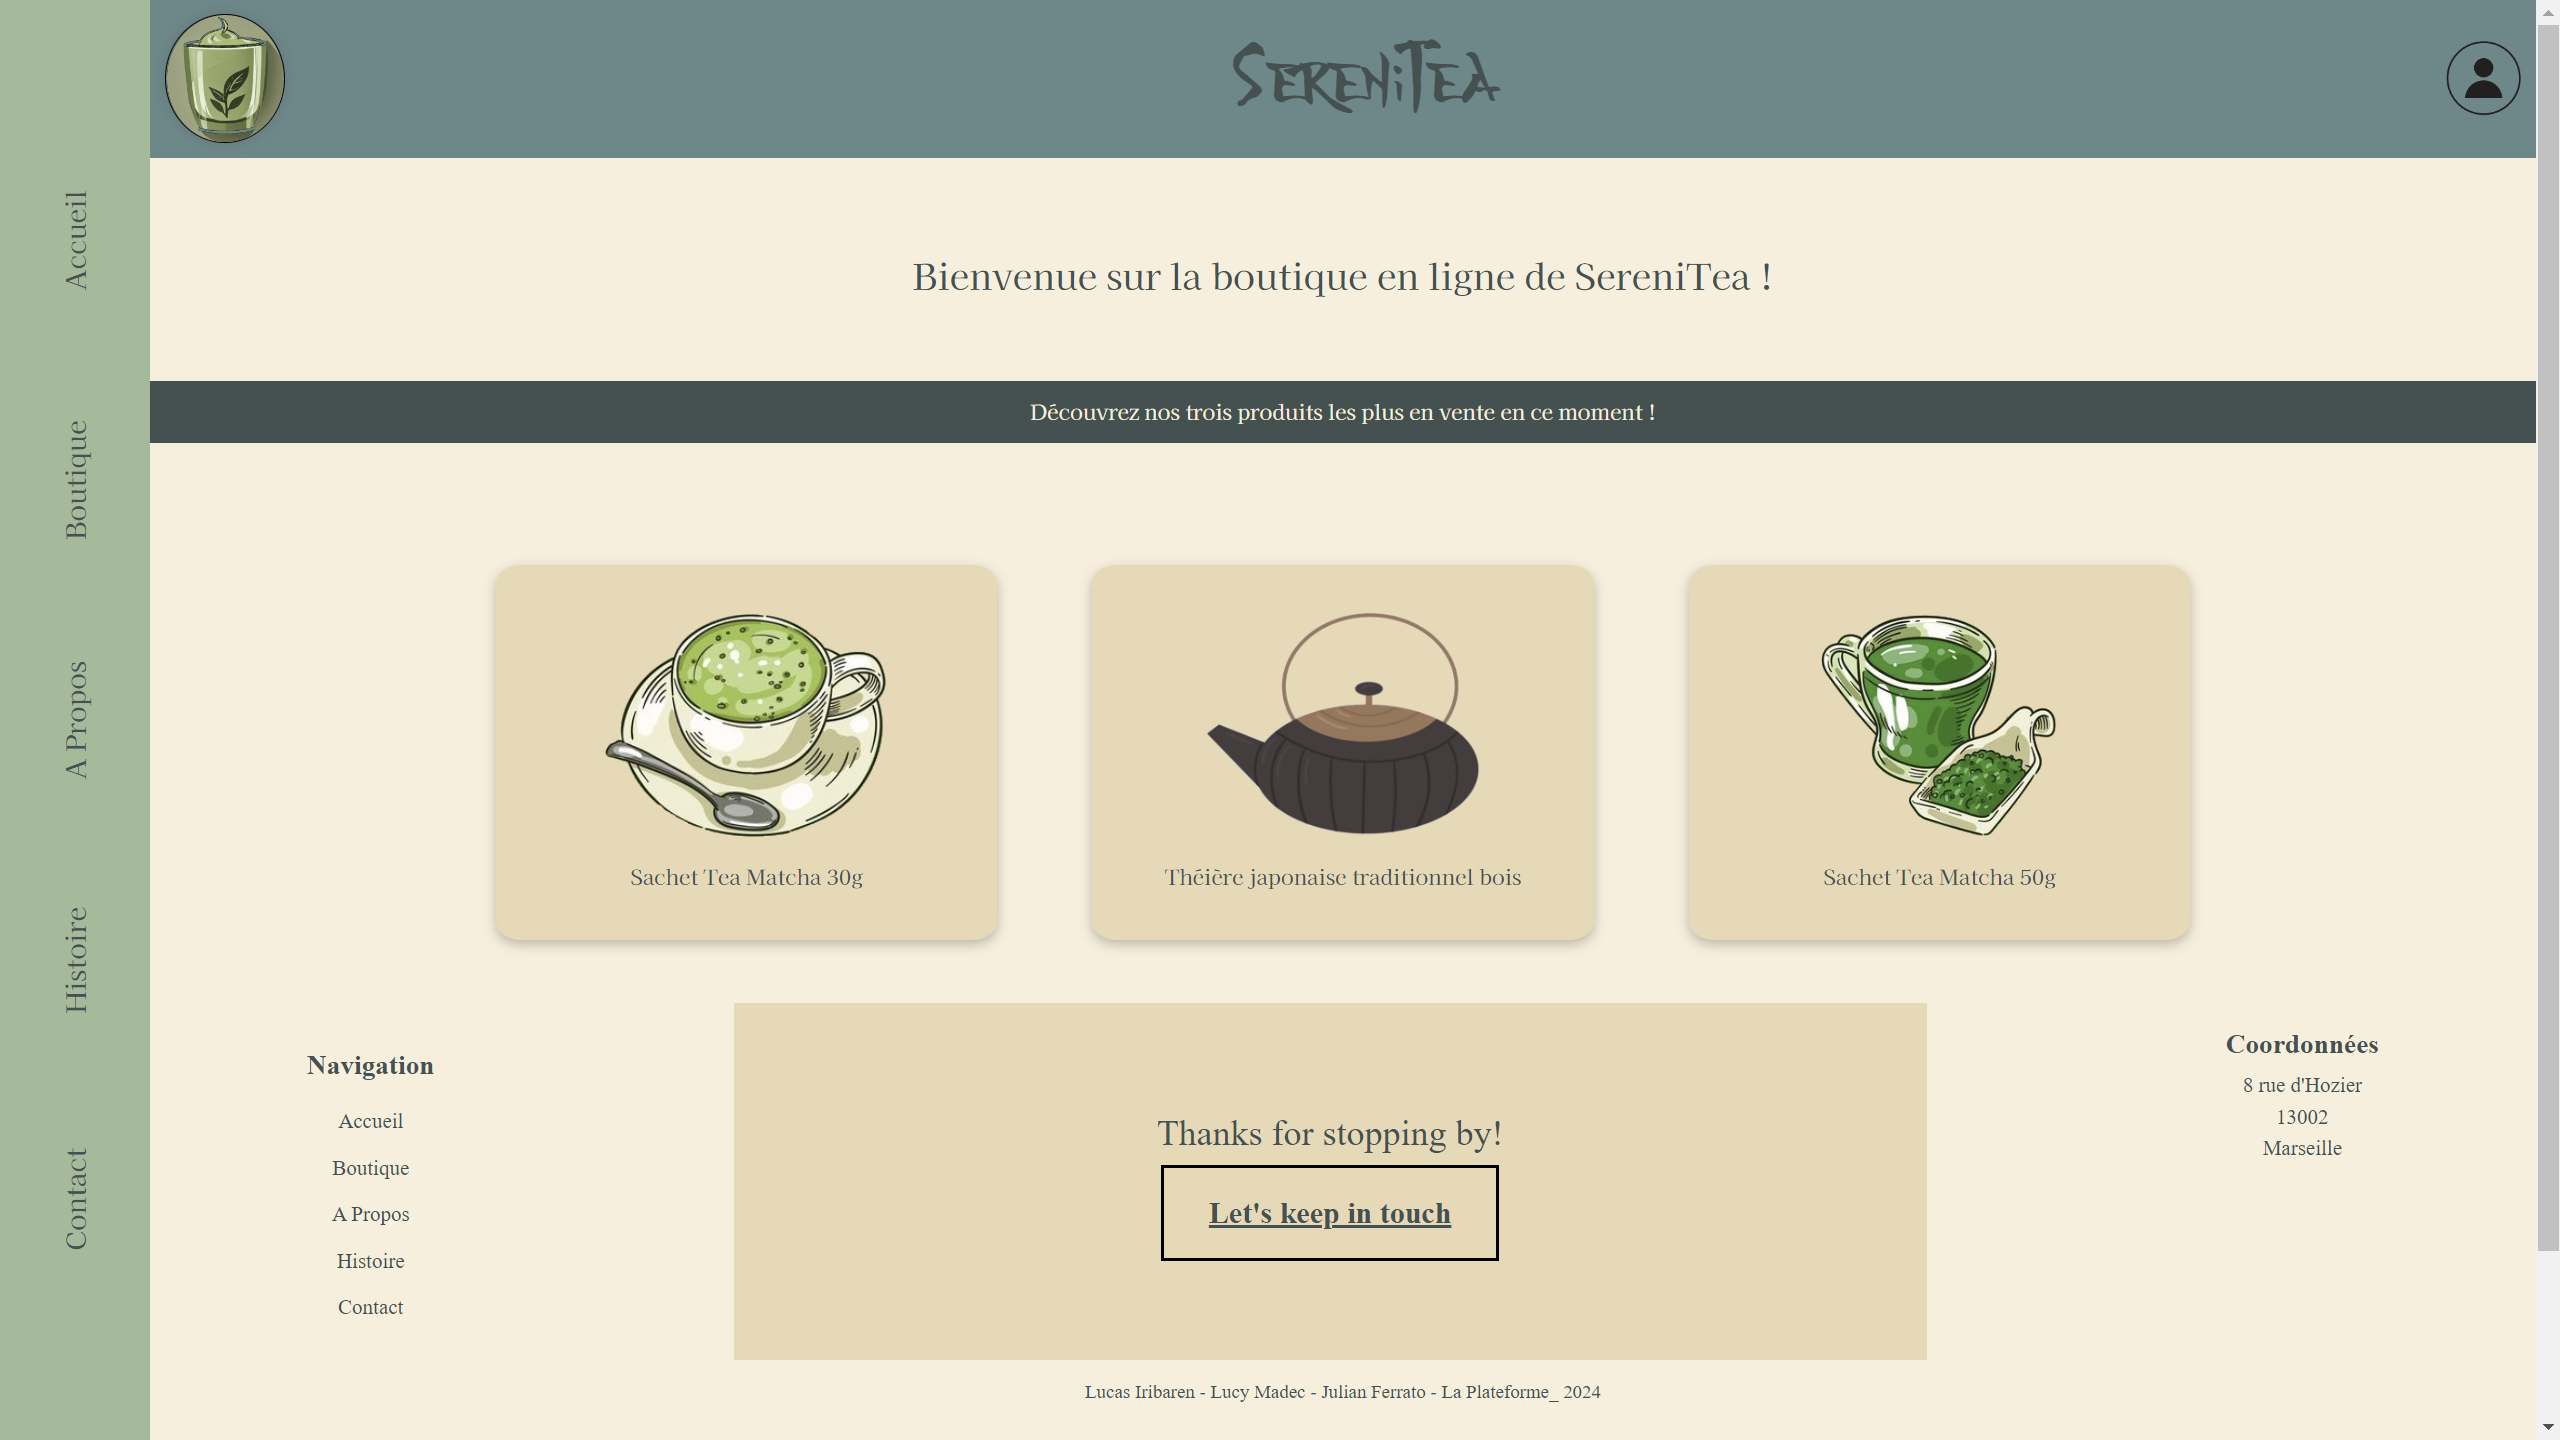 SereniTea
Accueil
Boutique
A Propos
Histoire
Contact
Bienvenue sur la boutique en ligne de SereniTea !
Découvrez nos trois produits les plus en vente en ce moment !
Sachet Tea Matcha 30g
Théière japonaise traditionnel bois
Sachet Tea Matcha 50g
Navigation
Accueil
Boutique
A Propos
Histoire
Contact
Thanks for stopping by!
Let's keep in touch
Coordonnées
8 rue d'Hozier
13002
Marseille
Lucas Iribaren - Lucy Madec - Julian Ferrato - La Plateforme_ 2024